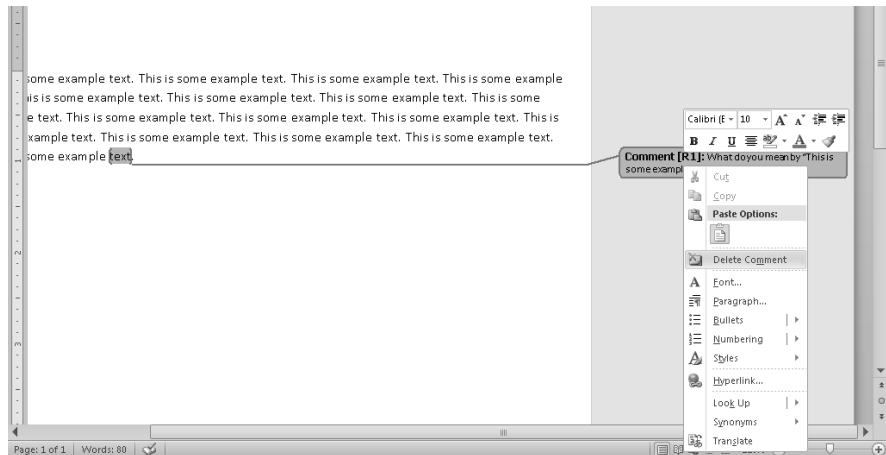 some example text. This is some example text. This is some example text. This is some example
is is some example text. This is some example text. This is some example text. This is some
e text. This is some example text. This is some example text. This is some example text. This is
xample text. This is some example text. This is some example text. This is some example text.
some example text.
Calibri (E 10 A A
B I U A
Comment [R1]: What do you mean by "This is
some exampl
Cut
Copy
Paste Options:
Delete Comment
A Font...
Paragraph...
Bullets
Numbering
Styles
Hyperlink...
Look Up
Synonyms
Translate
Page: 1 of 1 Words: 80